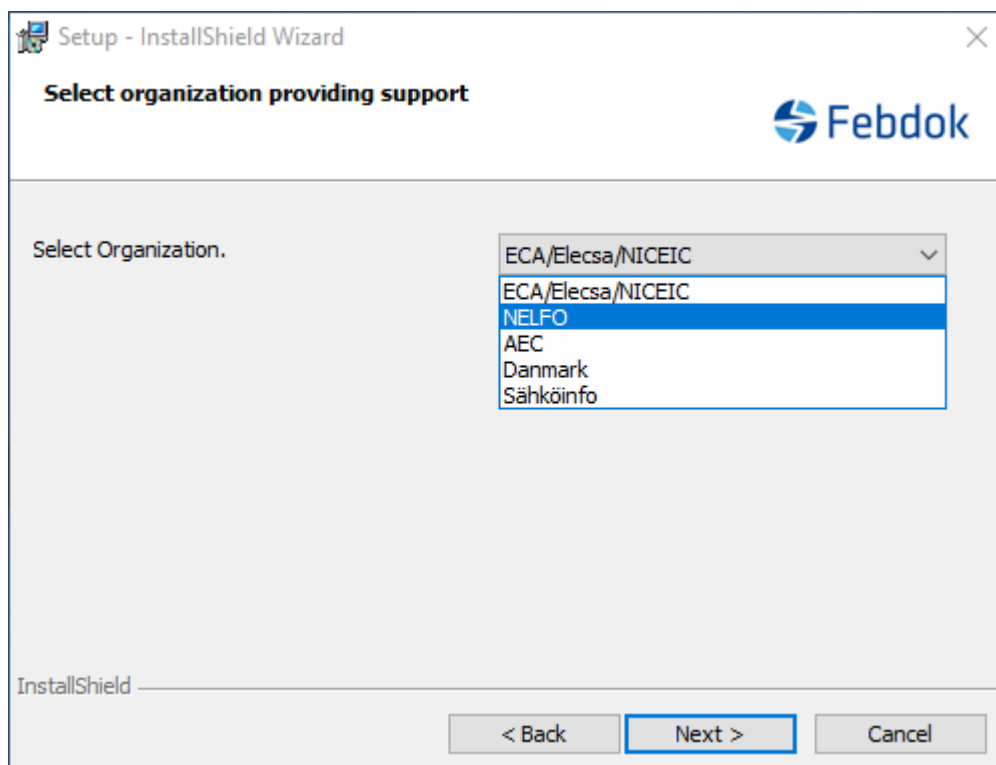 Setup - InstallShield Wizard
Select organization providing support
Febdok
Select Organization.
ECA/Elecsa/NICEIC
ECA/Elecsa/NICEIC
NELFO
AEC
Danmark
Sähköinfo
InstallShield
< Back
Next >
Cancel